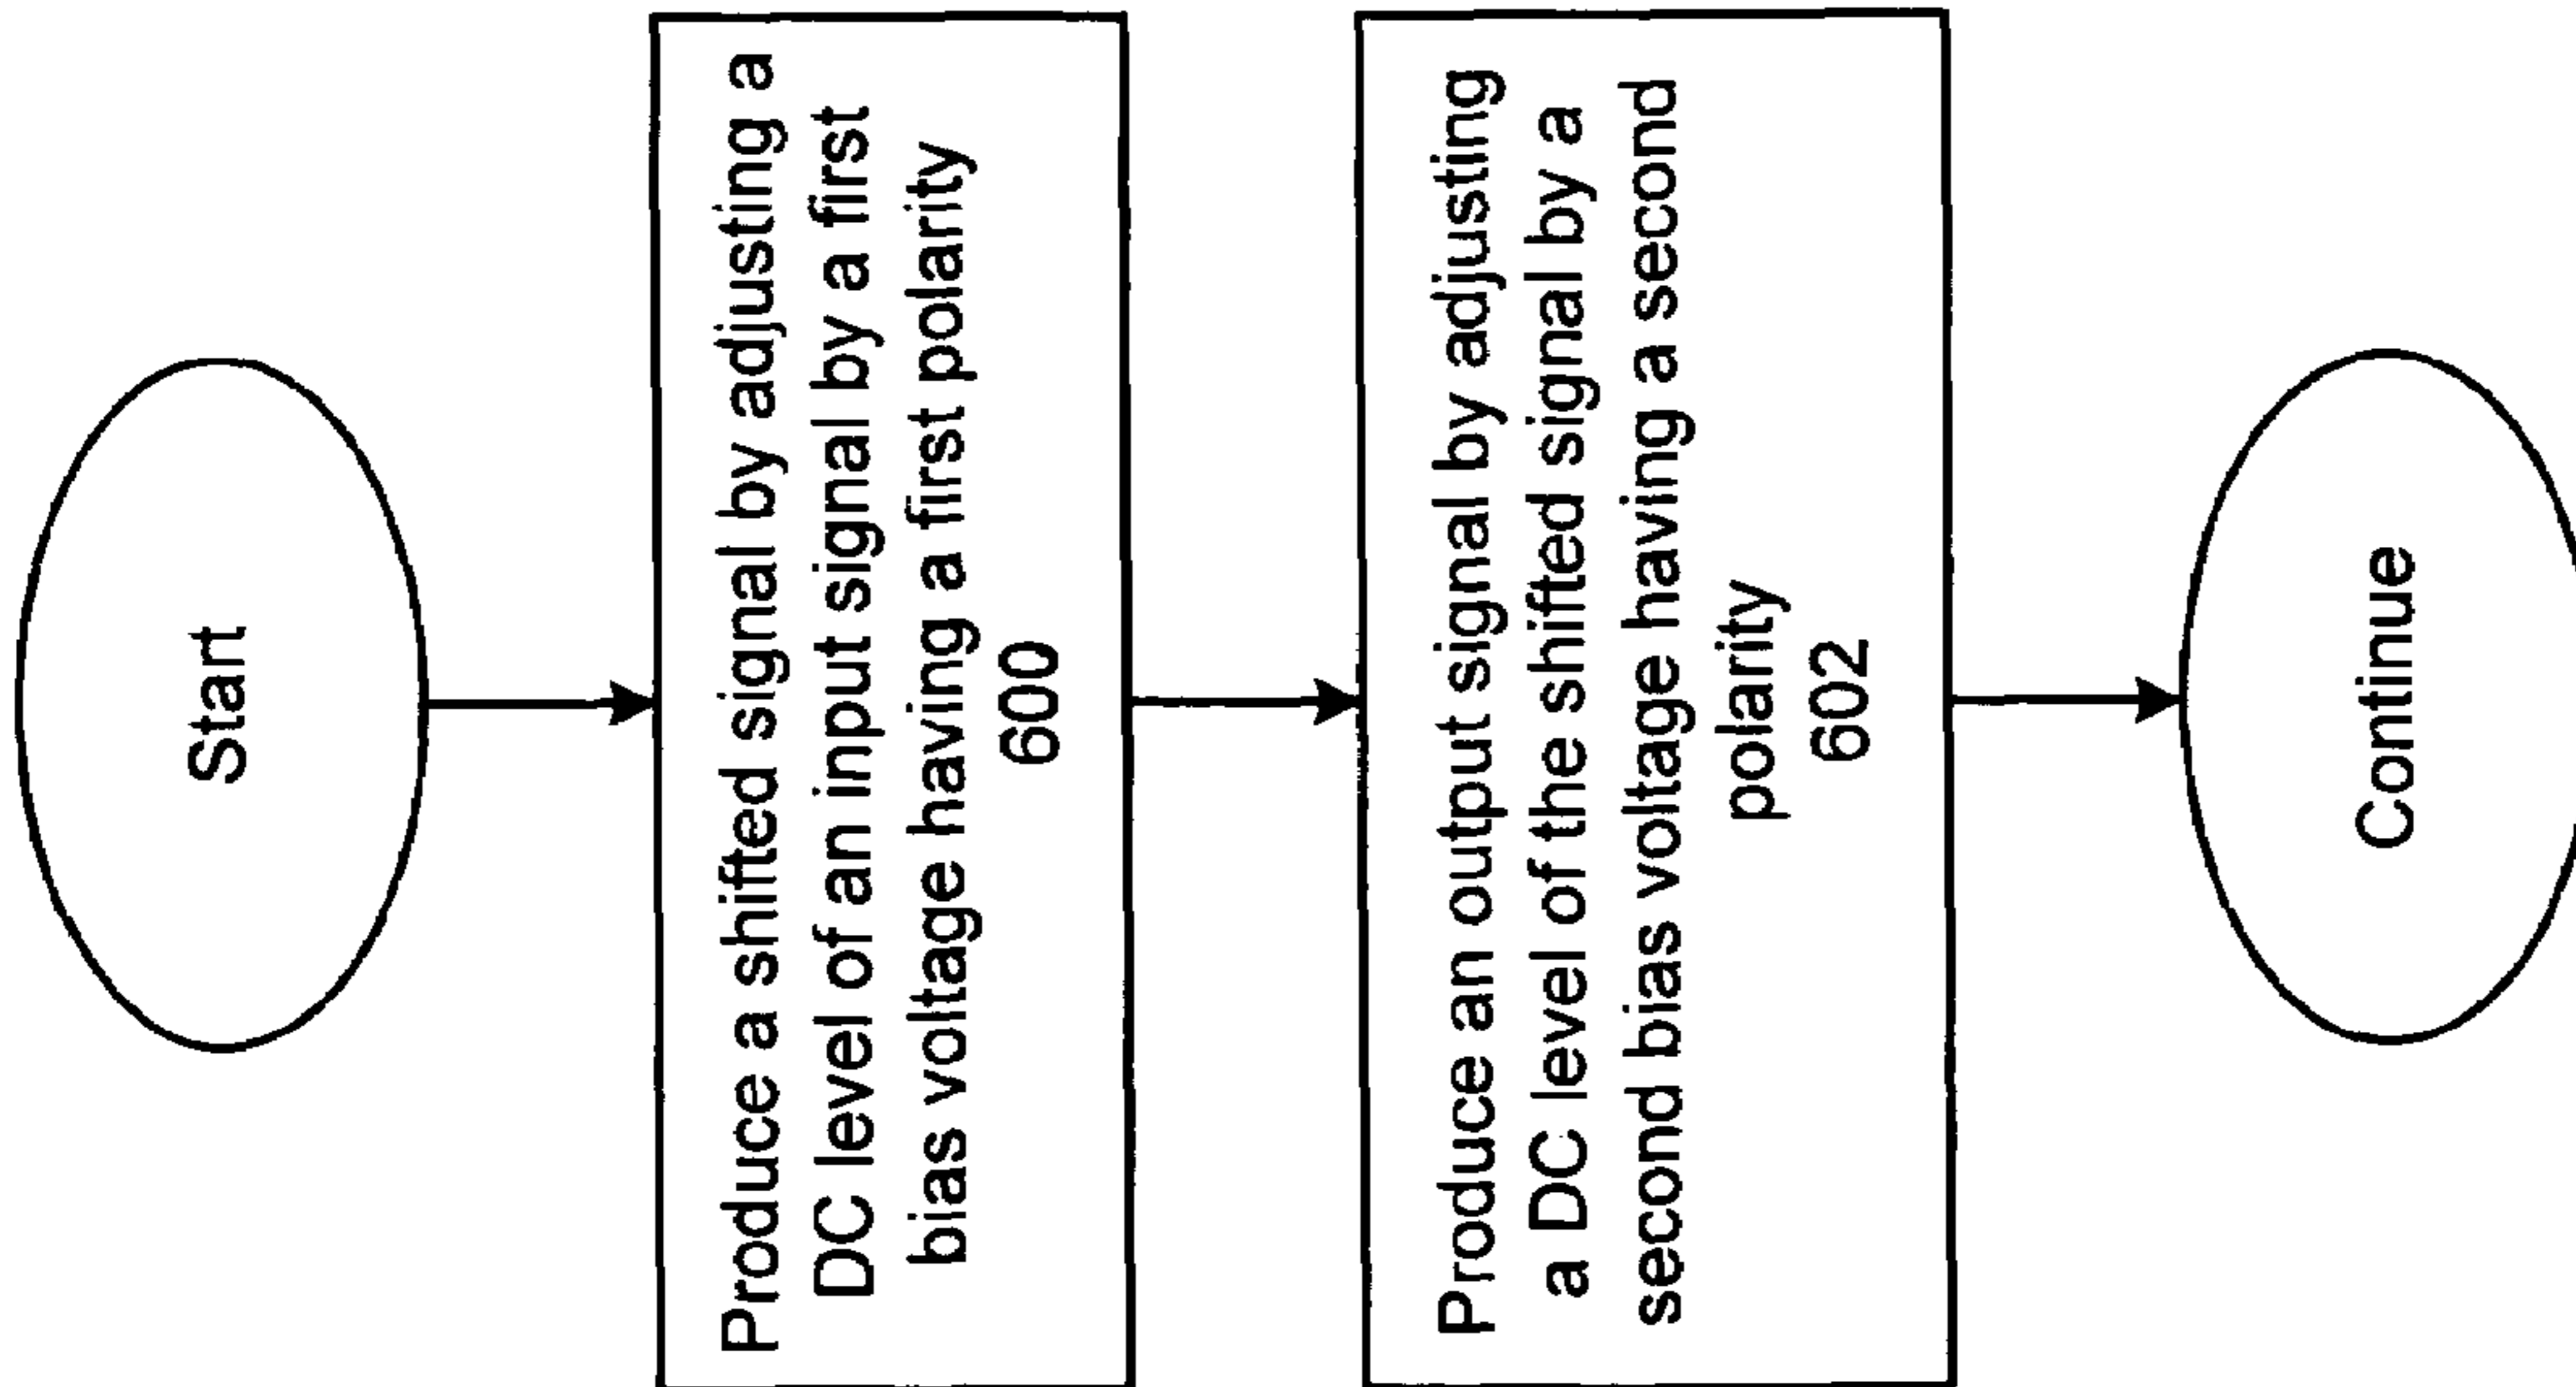 Start
Produce a shifted signal by adjusting a
DC level of an input signal by a first
bias voltage having a first polarity
600
Produce an output signal by adjusting
a DC level of the shifted signal by a
second bias voltage having a second
polarity
602
Continue